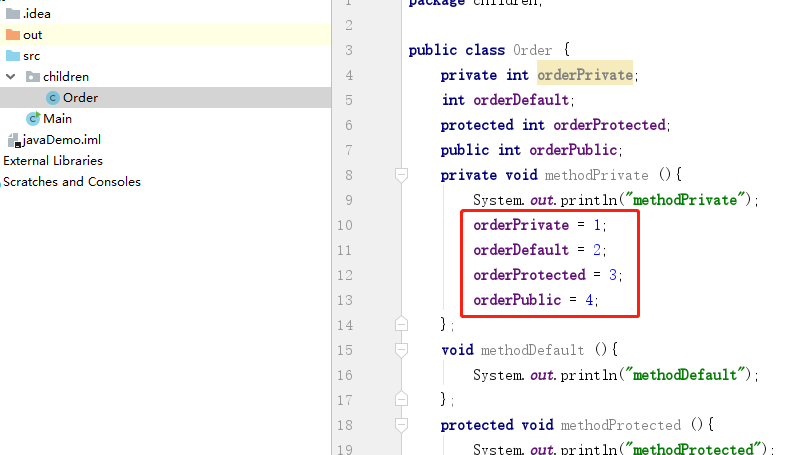 .idea
out
src
children
Order
Main
javaDemo.iml
External Libraries
Scratches and Consoles
1 package children;
2
3 public class Order {
4 private int orderPrivate;
5 int orderDefault;
6 protected int orderProtected;
7 public int orderPublic;
8 private void methodPrivate (){
9 System.out.println("methodPrivate");
10 orderPrivate = 1;
11 orderDefault = 2;
12 orderProtected = 3;
13 orderPublic = 4;
14 };
15 void methodDefault (){
16 System.out.println("methodDefault");
17 };
18 protected void methodProtected (){
19 System.out.println("methodProtected");